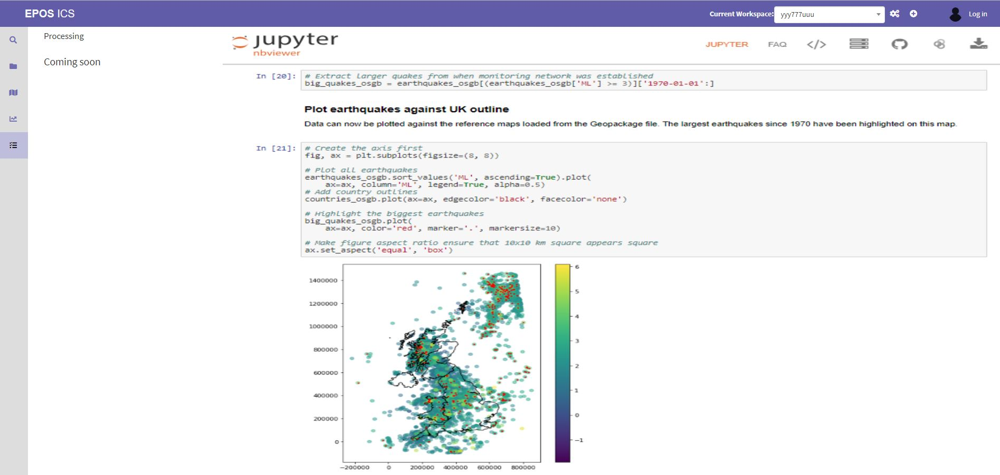 EPOS ICS
Current Workspace: yyy777uuu
Log in
Processing
Coming soon
jupyter
nbviewer
JUPYTER FAQ </>
In [20]: # Extract larger quakes from when monitoring network was established
big_quakes_osgb = earthquakes_osgb[(earthquakes_osgb['ML'] >= 3)]['1970-01-01':]
Plot earthquakes against UK outline
Data can now be plotted against the reference maps loaded from the Geopackage file. The largest earthquakes since 1970 have been highlighted on this map.
In [21]: # Create the axis first
fig, ax = plt.subplots(figsize=(8, 8))
# Plot all earthquakes
earthquakes_osgb.sort_values('ML', ascending=True).plot(
ax=ax, column='ML', legend=True, alpha=0.5)
# Add country outlines
countries_osgb.plot(ax=ax, edgecolor='black', facecolor='none')
# Highlight the biggest earthquakes
big_quakes_osgb.plot(
ax=ax, color='red', marker='.', markersize=10)
# Make figure aspect ratio ensure that 10x10 km square appears square
ax.set_aspect('equal', 'box')
1400000
1200000
1000000
800000
600000
400000
200000
0
−200000 0 200000 400000 600000 800000
6
5
4
3
2
1
0
−1